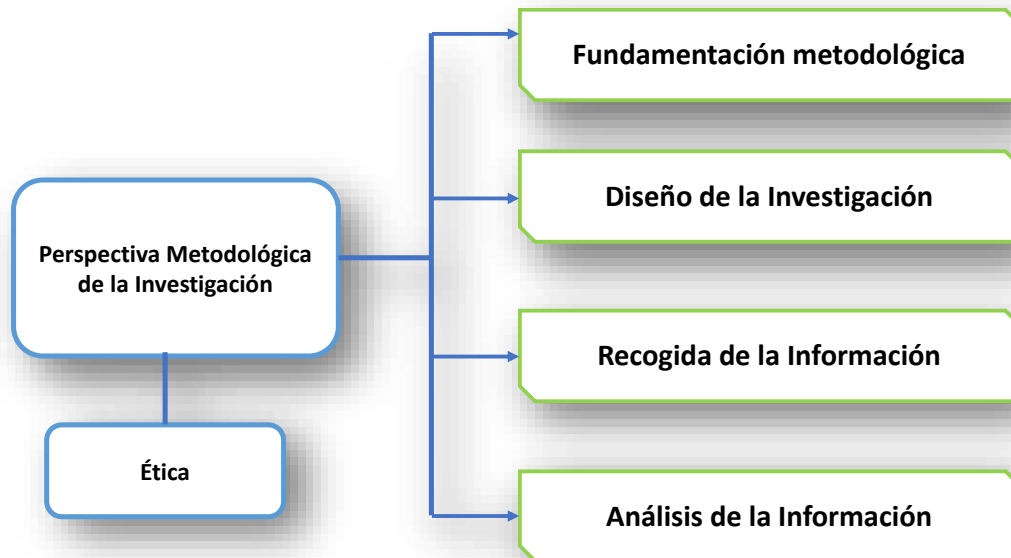 Perspectiva Metodológica
de la Investigación
Ética
Fundamentación metodológica
Diseño de la Investigación
Recogida de la Información
Análisis de la Información